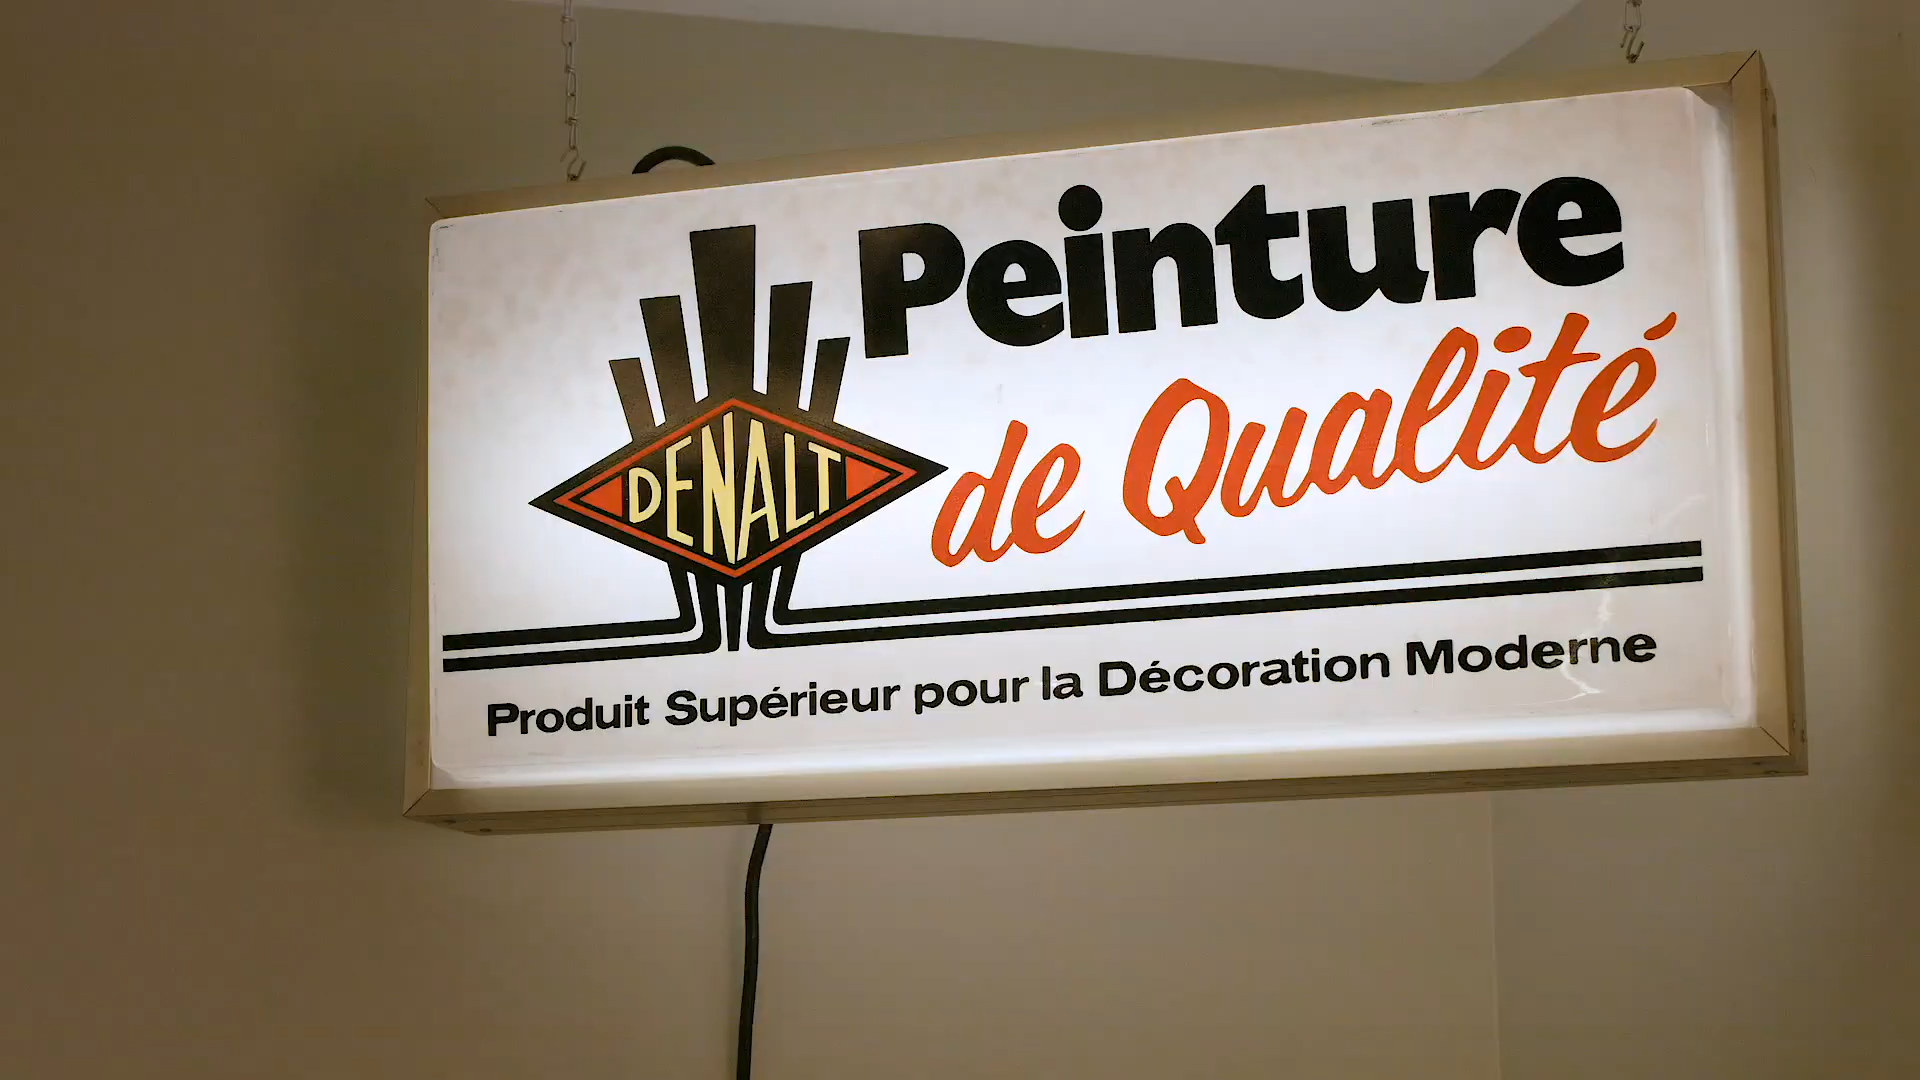 Peinture
de Qualité
DENALT
Produit Supérieur pour la Décoration Moderne